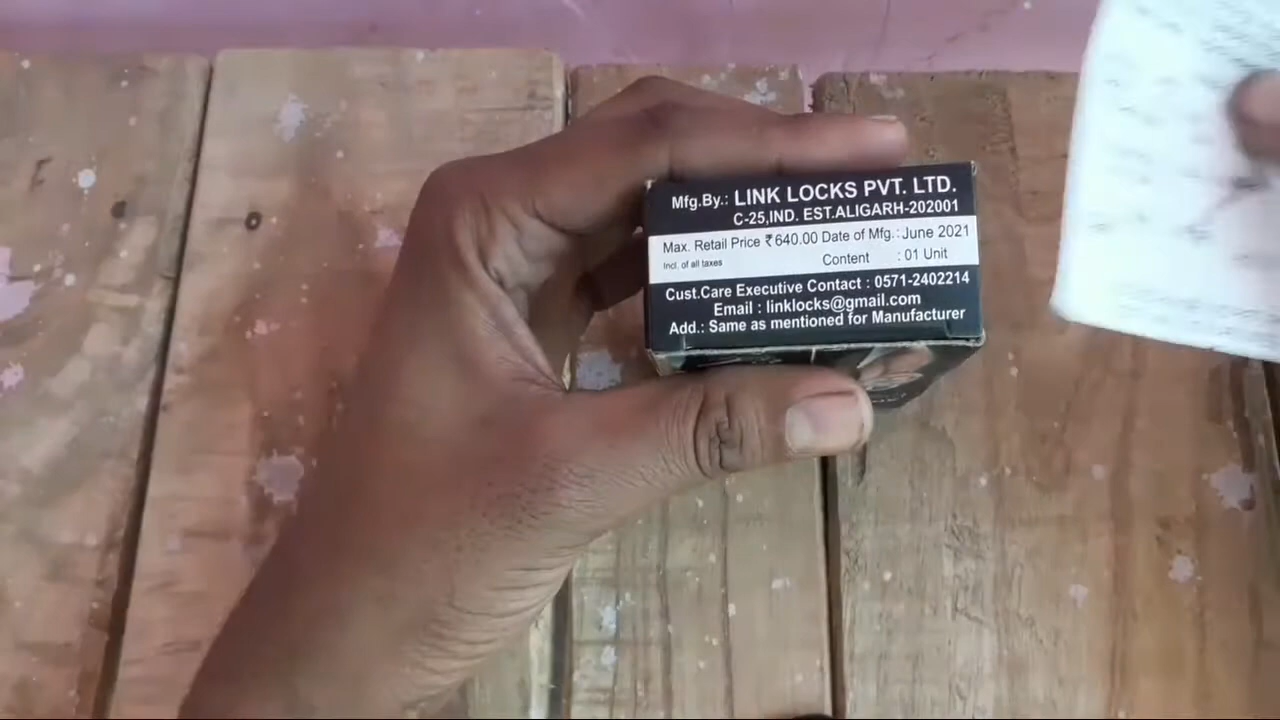 Mfg.By.: LINK LOCKS PVT. LTD.
C-25,IND. EST.ALIGARH-202001
Max. Retail Price ₹640.00 Date of Mfg.: June 2021
Incl. of all taxes Content : 01 Unit
Cust.Care Executive Contact : 0571-2402214
Email : linklocks@gmail.com
Add.: Same as mentioned for Manufacturer